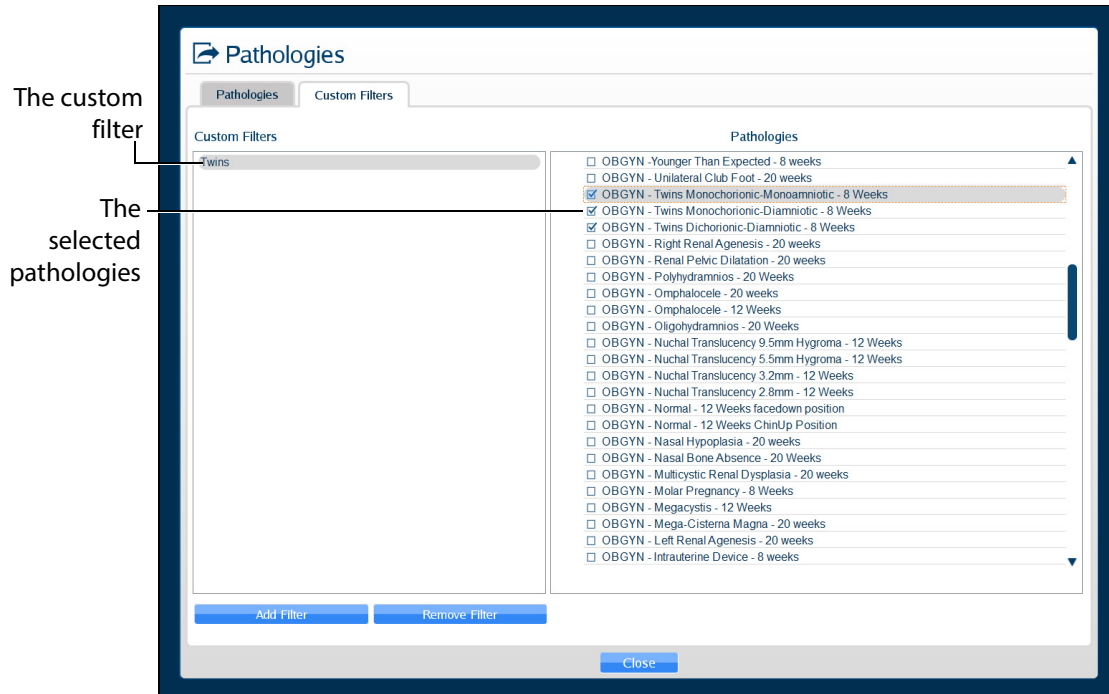 Pathologies
Pathologies
Custom Filters
The custom
filter
Custom Filters
Pathologies
Twins
The
selected
pathologies
OBGYN -Younger Than Expected - 8 weeks
OBGYN - Unilateral Club Foot - 20 weeks
OBGYN - Twins Monochorionic-Monoamniotic - 8 Weeks
OBGYN - Twins Monochorionic-Diamniotic - 8 Weeks
OBGYN - Twins Dichorionic-Diamniotic - 8 Weeks
OBGYN - Right Renal Agenesis - 20 weeks
OBGYN - Renal Pelvic Dilatation - 20 weeks
OBGYN - Polyhydramnios - 20 Weeks
OBGYN - Omphalocele - 20 weeks
OBGYN - Omphalocele - 12 Weeks
OBGYN - Oligohydramnios - 20 Weeks
OBGYN - Nuchal Translucency 9.5mm Hygroma - 12 Weeks
OBGYN - Nuchal Translucency 5.5mm Hygroma - 12 Weeks
OBGYN - Nuchal Translucency 3.2mm - 12 Weeks
OBGYN - Nuchal Translucency 2.8mm - 12 Weeks
OBGYN - Normal - 12 Weeks facedown position
OBGYN - Normal - 12 Weeks ChinUp Position
OBGYN - Nasal Hypoplasia - 20 weeks
OBGYN - Nasal Bone Absence - 20 Weeks
OBGYN - Multicystic Renal Dysplasia - 20 weeks
OBGYN - Molar Pregnancy - 8 Weeks
OBGYN - Megacystis - 12 Weeks
OBGYN - Mega-Cisterna Magna - 20 weeks
OBGYN - Left Renal Agenesis - 20 weeks
OBGYN - Intrauterine Device - 8 weeks
Add Filter
Remove Filter
Close